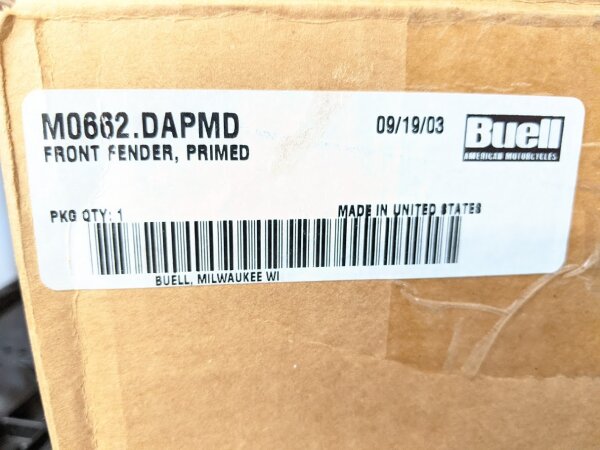 M0662.DAPMD
09/19/03
Buell
AMERICAN MOTORCYCLES
FRONT FENDER, PRIMED
PKG QTY: 1
MADE IN UNITED STATES
BUELL, MILWAUKEE WI